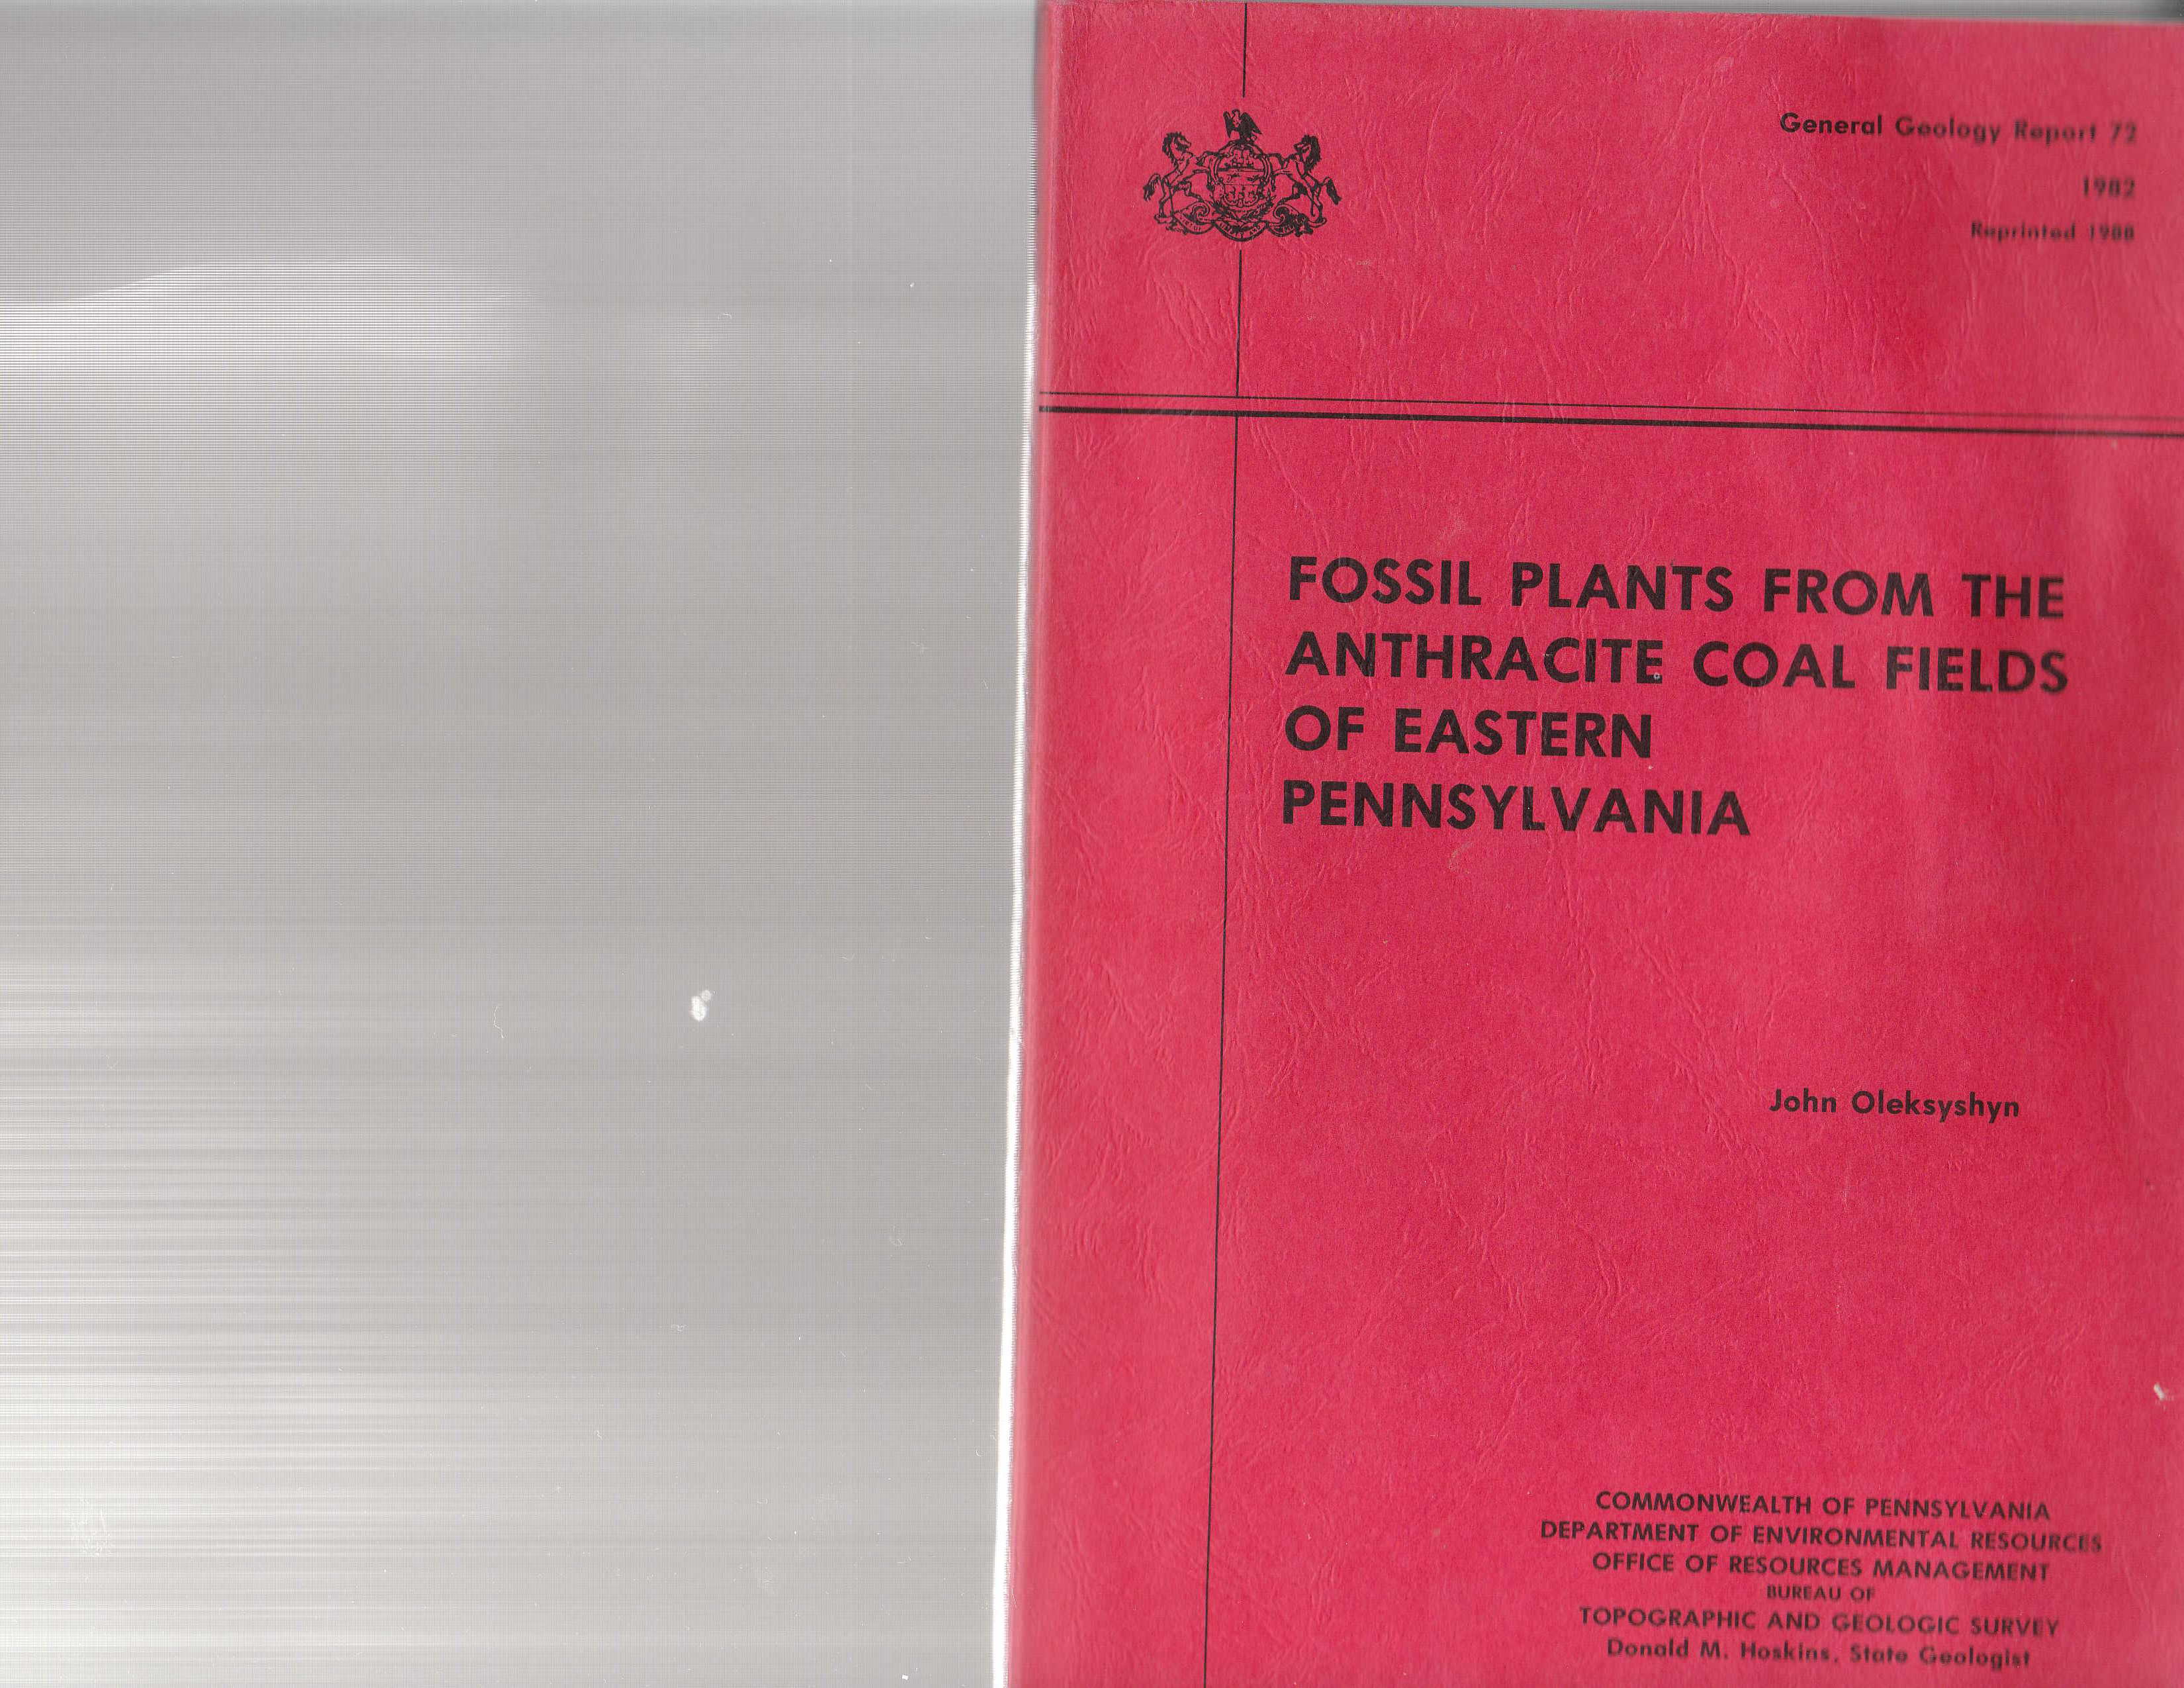 General Geology Report 72
1982
Reprinted 1988
FOSSIL PLANTS FROM THE
ANTHRACITE COAL FIELDS
OF EASTERN
PENNSYLVANIA
John Oleksyshyn
COMMONWEALTH OF PENNSYLVANIA
DEPARTMENT OF ENVIRONMENTAL RESOURCES
OFFICE OF RESOURCES MANAGEMENT
BUREAU OF
TOPOGRAPHIC AND GEOLOGIC SURVEY
Donald M. Hoskins, State Geologist